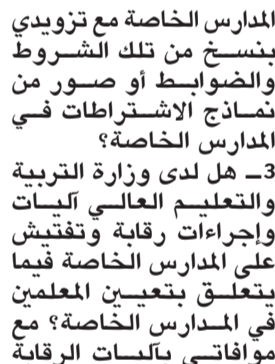 المدارس الخاصة مع تزويدي
بنسخ من تلك الشروط
والضوابط أو صور من
نماذج الاشتراطات في
المدارس الخاصة؟
3ـ هل لدى وزارة التربية
والتعليم العالي آليات
وإجراءات رقابة وتفتيش
على المدارس الخاصة فيما
يتعلق بتعيين المعلمين
في المدارس الخاصة؟ مع
موافاتي بآليات الرقابة